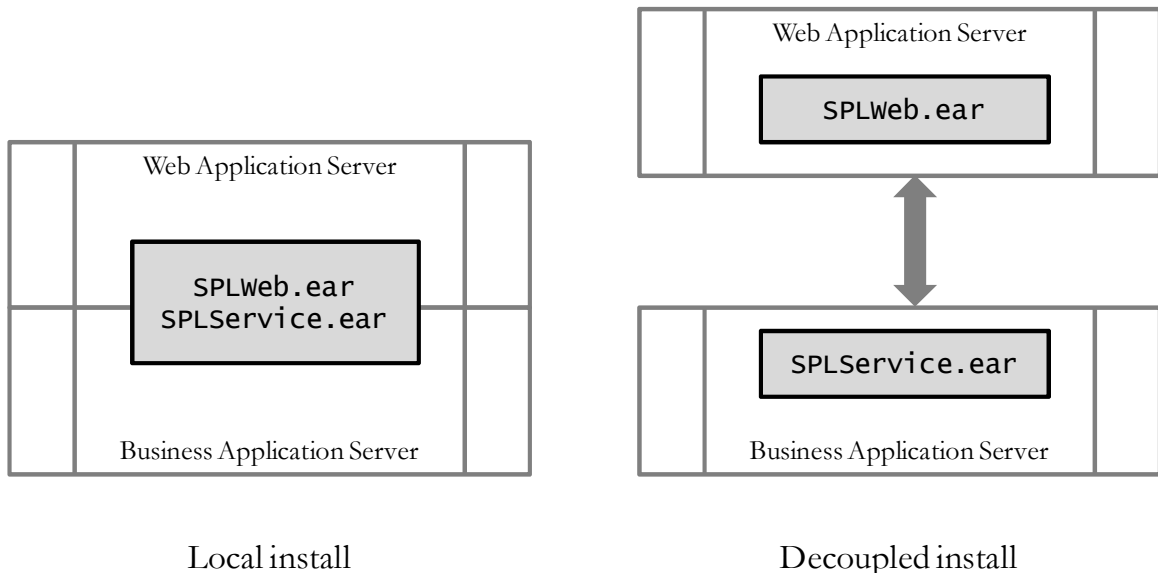 Web Application Server
SPLWeb.ear
SPLService.ear
Business Application Server
Local install
Web Application Server
SPLWeb.ear
SPLService.ear
Business Application Server
Decoupled install